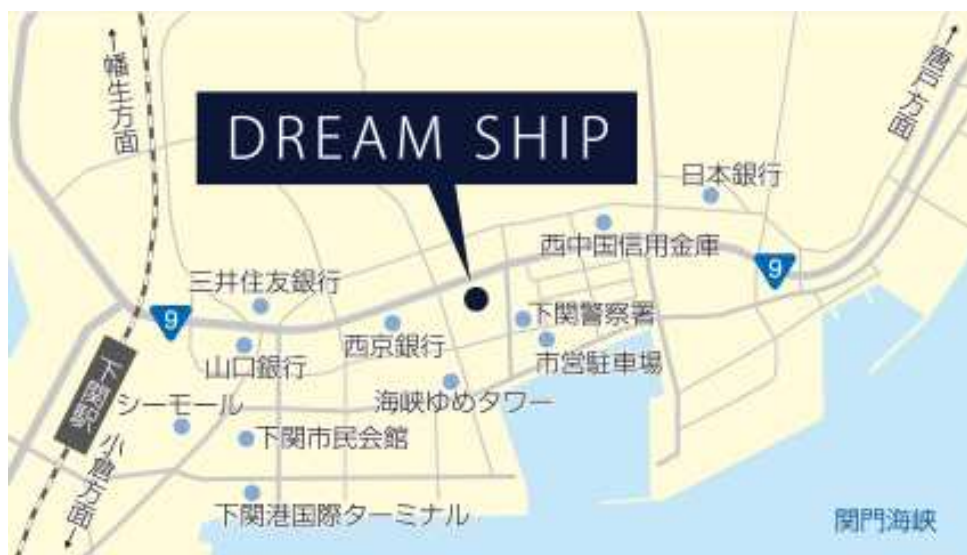 ←幡生方面
唐戸方面→
DREAM SHIP
日本銀行
西中国信用金庫
9
三井住友銀行
9
下関警察署
西京銀行
市営駐車場
山口銀行
下関駅
海峡ゆめタワー
シーモール
下関市民会館
小倉方面→
下関港国際ターミナル
関門海峡